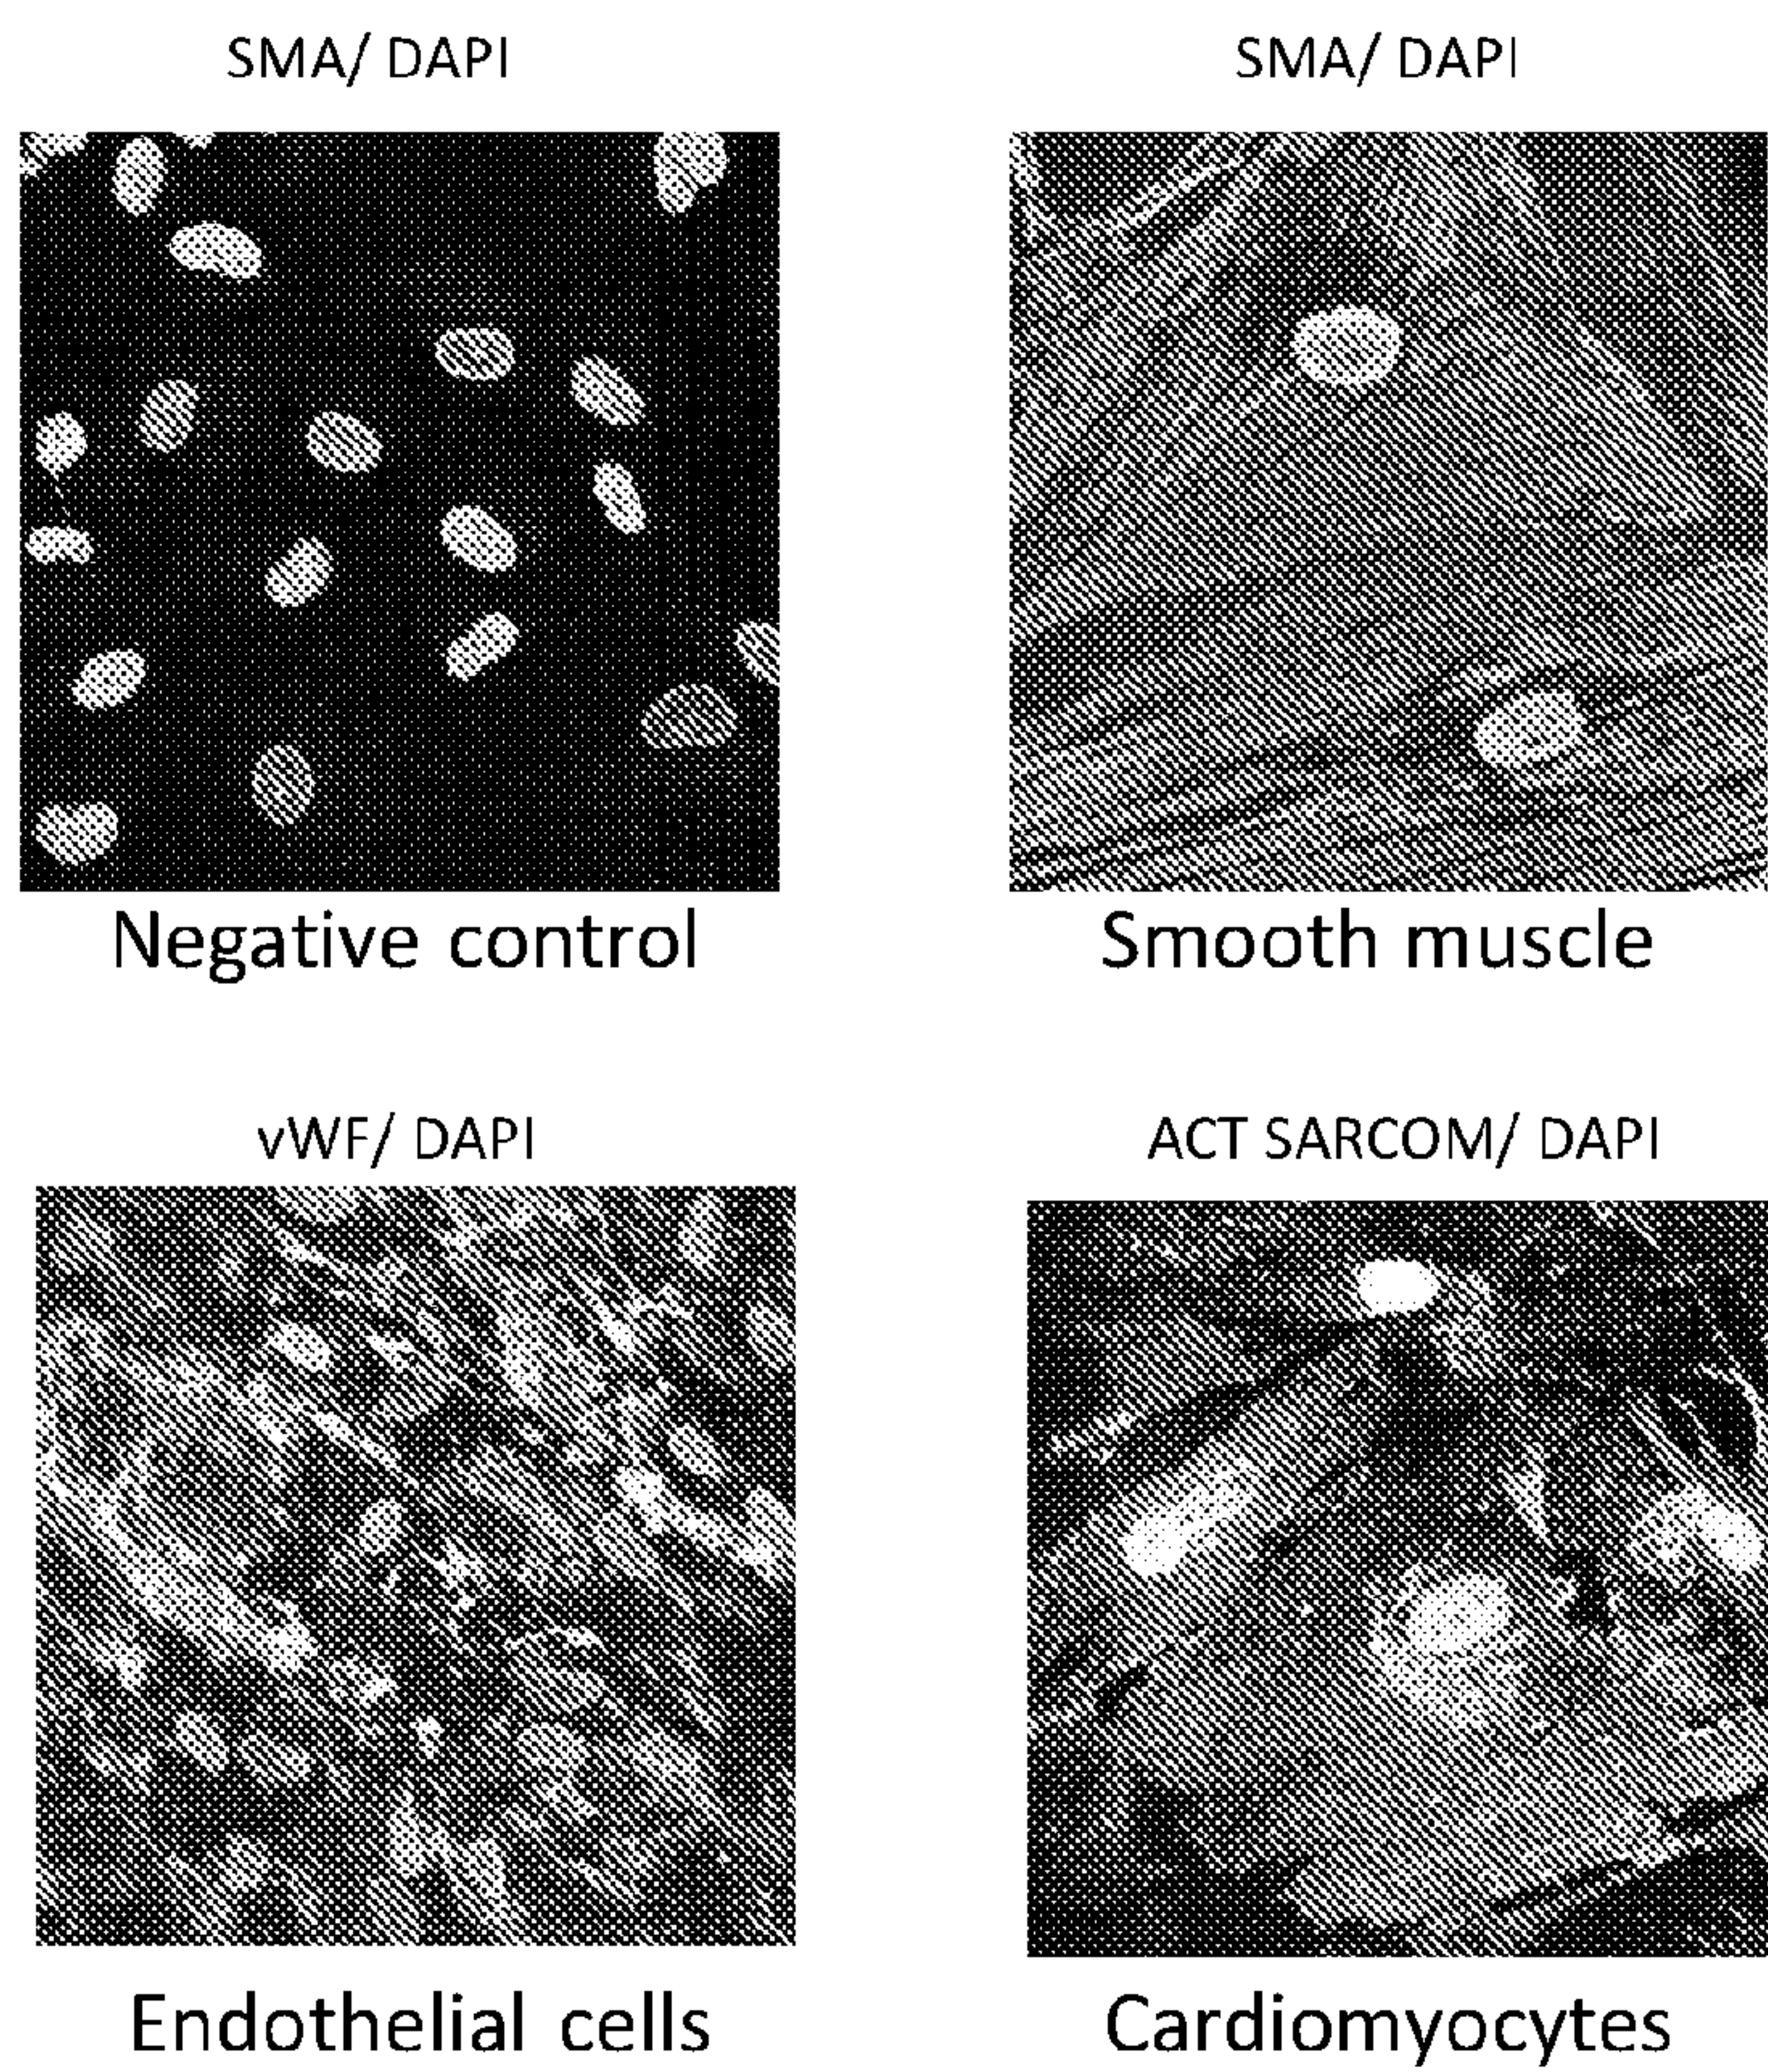 SMA/ DAPI
SMA/ DAPI
Negative control
Smooth muscle
vWF/ DAPI
ACT SARCOM/ DAPI
Endothelial cells
Cardiomyocytes